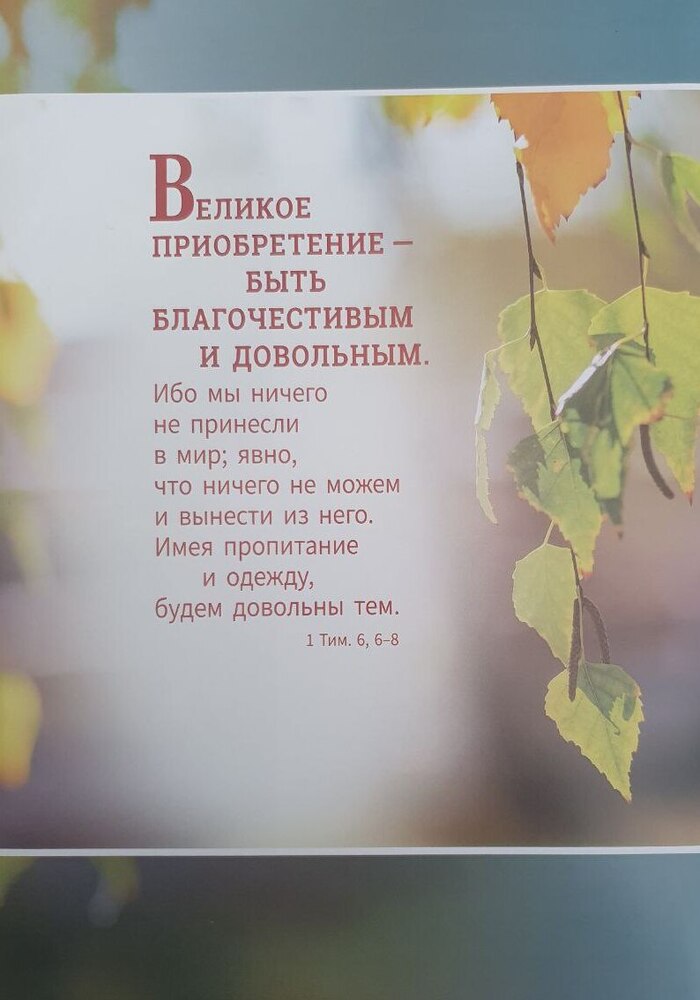 Великое
приобретение –
быть
благочестивым
и довольным.
Ибо мы ничего
не принесли
в мир; явно,
что ничего не можем
и вынести из него.
Имея пропитание
и одежду,
будем довольны тем.
1 Тим. 6, 6–8